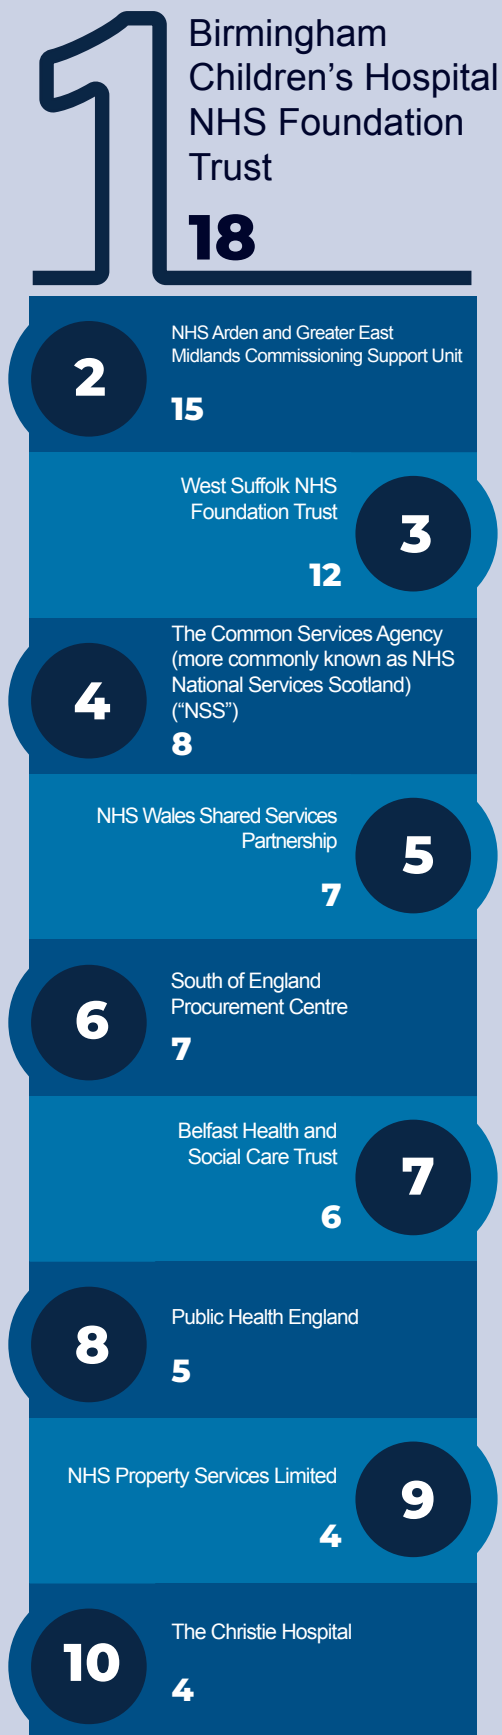 1
Birmingham
Children’s Hospital
NHS Foundation
Trust
18
2
NHS Arden and Greater East
Midlands Commissioning Support Unit
15
West Suffolk NHS
Foundation Trust
3
12
The Common Services Agency
(more commonly known as NHS
National Services Scotland)
(“NSS”)
4
8
NHS Wales Shared Services
Partnership
5
7
South of England
Procurement Centre
6
7
Belfast Health and
Social Care Trust
7
6
Public Health England
8
5
NHS Property Services Limited
9
4
The Christie Hospital
10
4